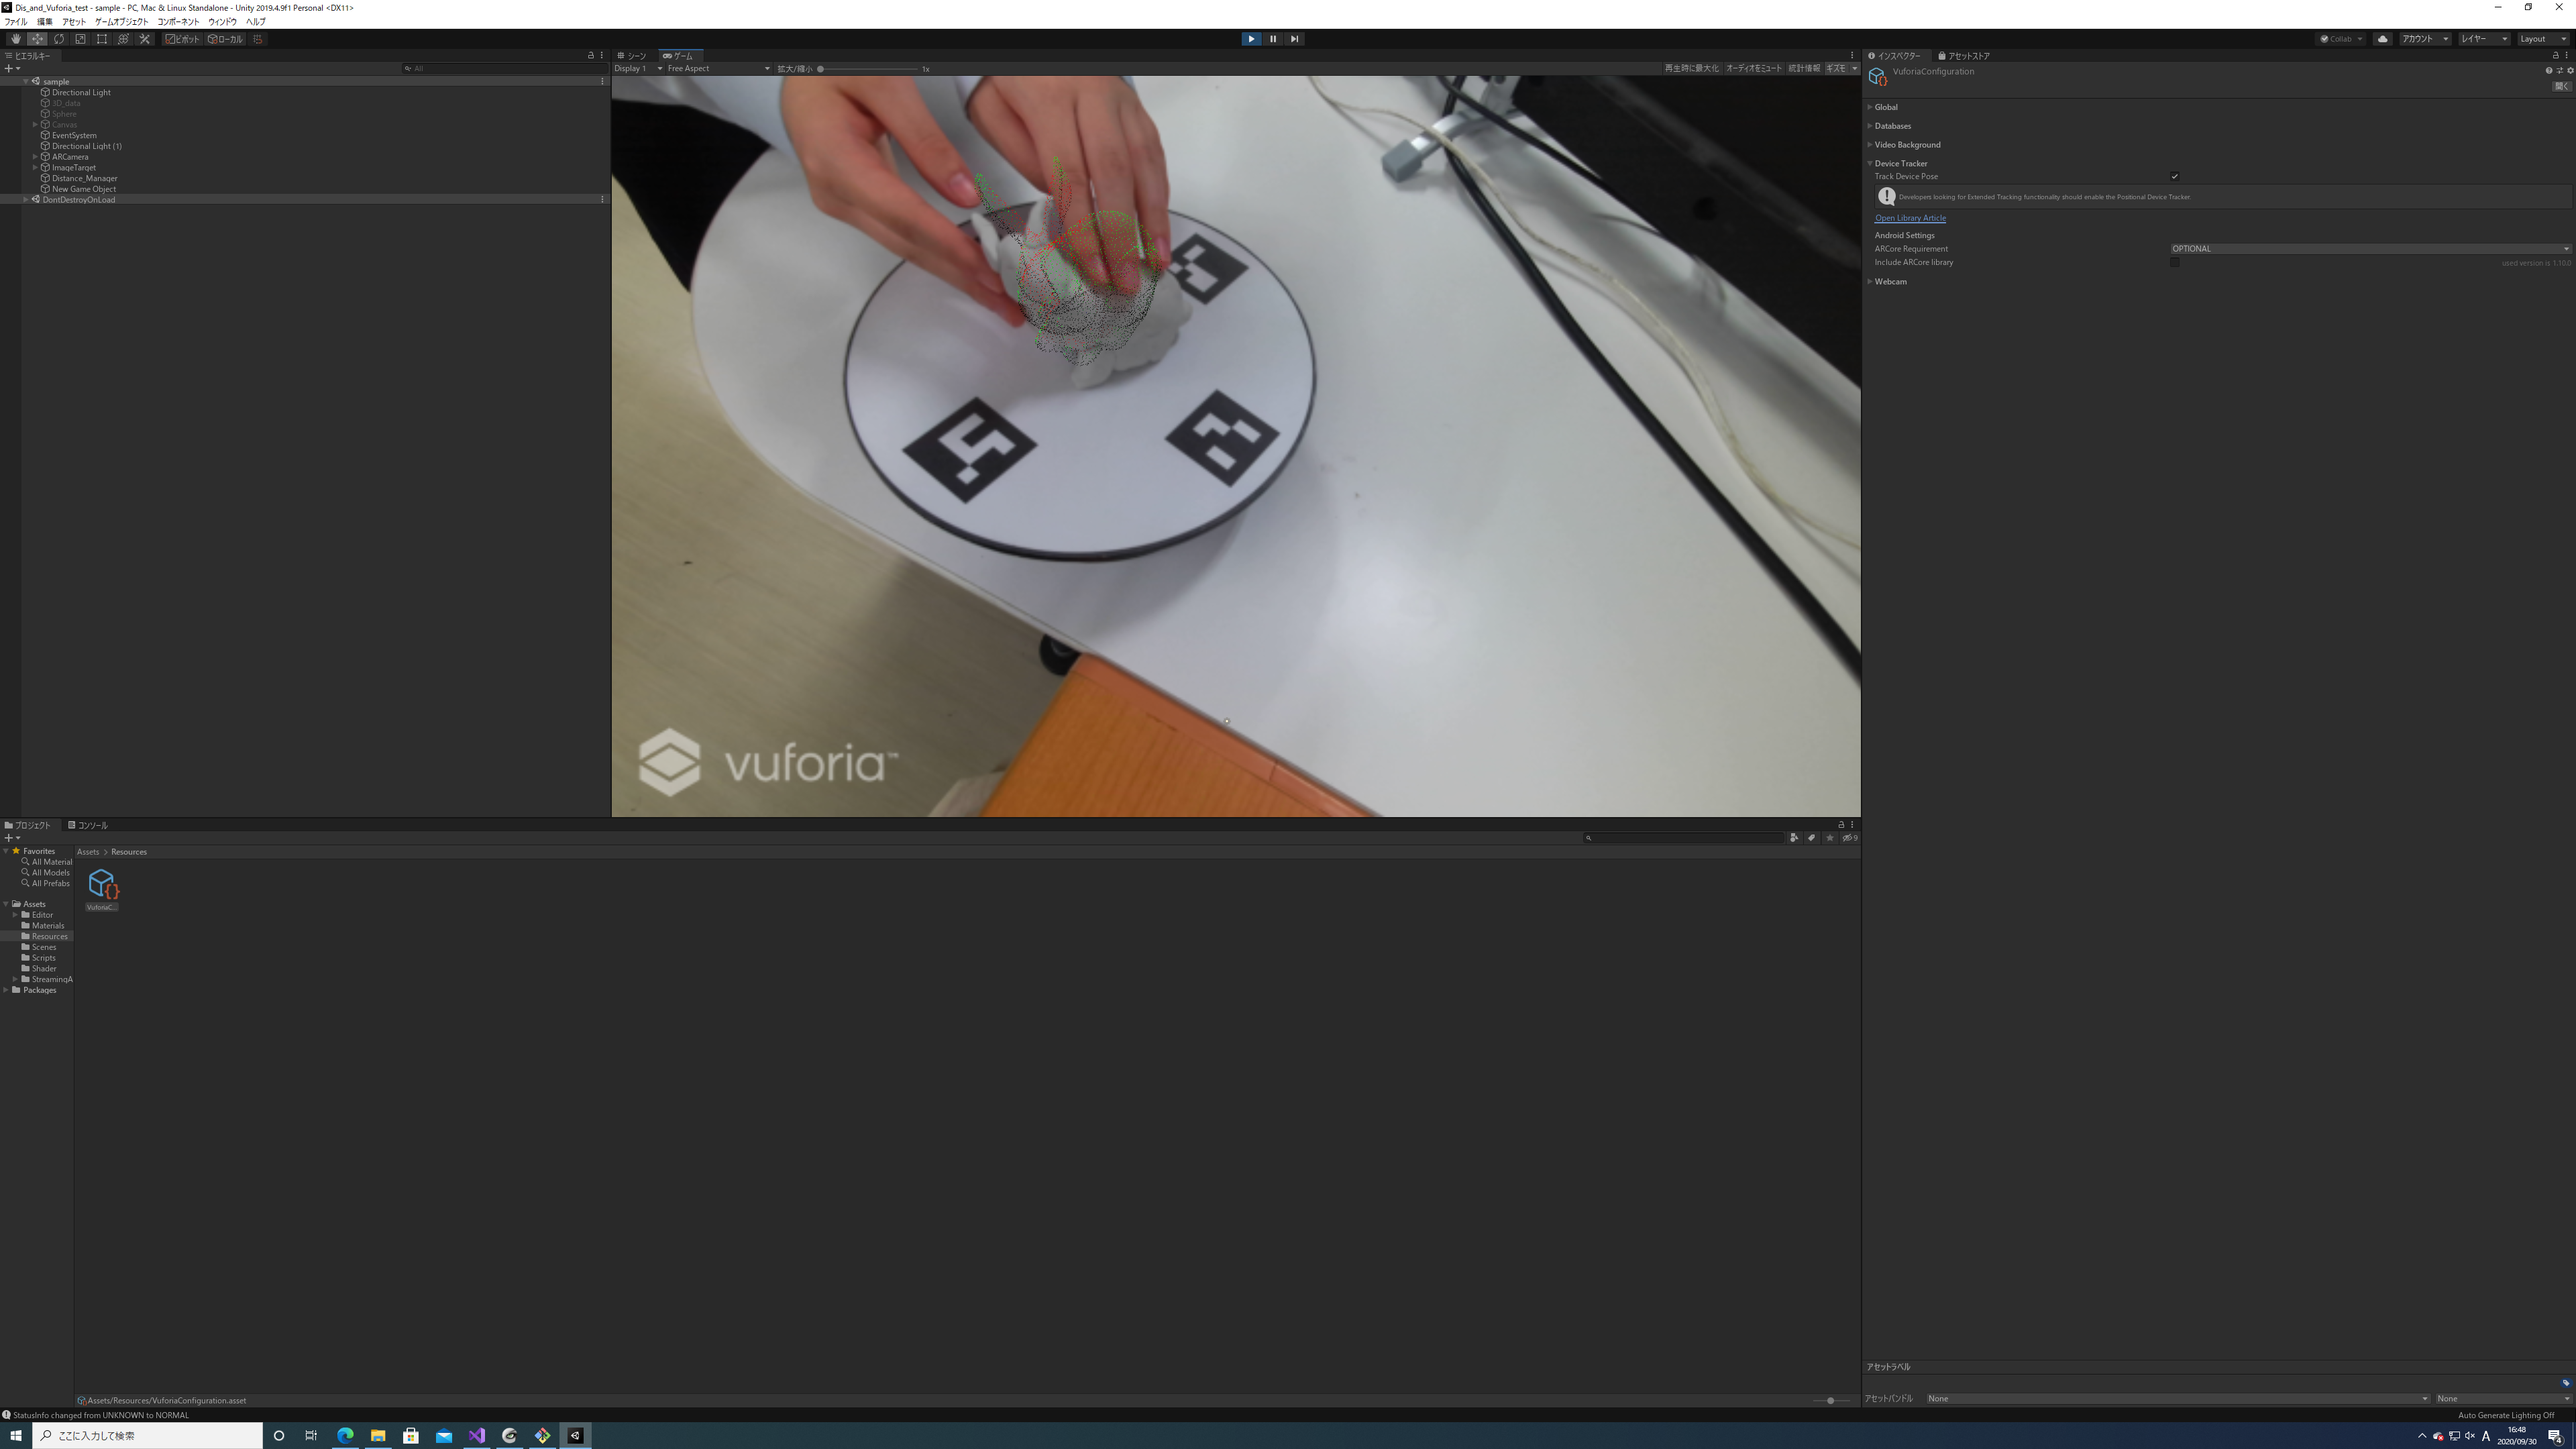 Dis_and_Vuforia_test - sample - PC, Mac & Linux Standalone - Unity 2019.4.9f1 Personal <DX11>
ファイル 編集 アセット ゲームオブジェクト コンポーネント ウィンドウ ヘルプ
ピボット ローカル
Collab アカウント レイヤー Layout
ヒエラルキー
All
sample
Directional Light
3D_data
Sphere
Canvas
EventSystem
Directional Light (1)
ARCamera
ImageTarget
Distance_Manager
New Game Object
DontDestroyOnLoad
シーン ゲーム
Display 1 Free Aspect 拡大/縮小 1x 再生時に最大化 オーディオをミュート 統計情報 ギズモ
vuforia™
インスペクター アセットストア
VuforiaConfiguration
開く
Global
Databases
Video Background
Device Tracker
Track Device Pose
Developers looking for Extended Tracking functionality should enable the Positional Device Tracker.
Open Library Article
Android Settings
ARCore Requirement OPTIONAL
Include ARCore library used version is 1.10.0
Webcam
アセットラベル
アセットバンドル None None
プロジェクト コンソール
9
Favorites
All Material
All Models
All Prefabs
Assets
Editor
Materials
Resources
Scenes
Scripts
Shader
StreamingA
Packages
Assets > Resources
VuforiaC...
Assets/Resources/VuforiaConfiguration.asset
StatusInfo changed from UNKNOWN to NORMAL
Auto Generate Lighting Off
ここに入力して検索
A
16:48
2020/09/30
4